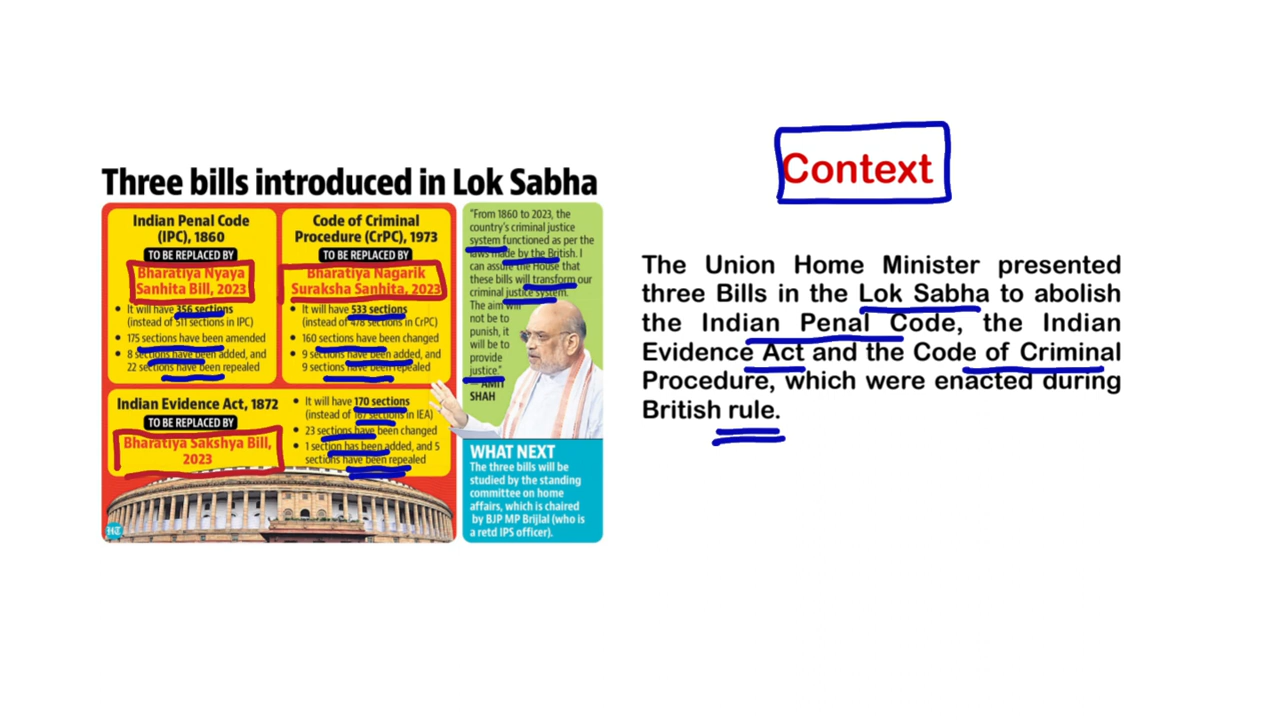 Context
Three bills introduced in Lok Sabha
Indian Penal Code
(IPC), 1860
TO BE REPLACED BY
Bharatiya Nyaya
Sanhita Bill, 2023
• It will have 356 sections
(instead of 511 sections in IPC)
• 175 sections have been amended
• 8 sections have been added, and
22 sections have been repealed
Code of Criminal
Procedure (CrPC), 1973
TO BE REPLACED BY
Bharatiya Nagarik
Suraksha Sanhita, 2023
• It will have 533 sections
(instead of 478 sections in CrPC)
• 160 sections have been changed
• 9 sections have been added, and
9 sections have been repealed
Indian Evidence Act, 1872
TO BE REPLACED BY
Bharatiya Sakshya Bill,
2023
• It will have 170 sections
(instead of 167 sections in IEA)
• 23 sections have been changed
• 1 section has been added, and 5
sections have been repealed
HT
"From 1860 to 2023, the
country's criminal justice
system functioned as per the
laws made by the British. I
can assure the House that
these bills will transform our
criminal justice system.
The aim will
not be to
punish, it
will be to
provide
justice."
— AMIT
SHAH
WHAT NEXT
The three bills will be
studied by the standing
committee on home
affairs, which is chaired
by BJP MP Brijlal (who is
a retd IPS officer).
The Union Home Minister presented
three Bills in the Lok Sabha to abolish
the Indian Penal Code, the Indian
Evidence Act and the Code of Criminal
Procedure, which were enacted during
British rule.